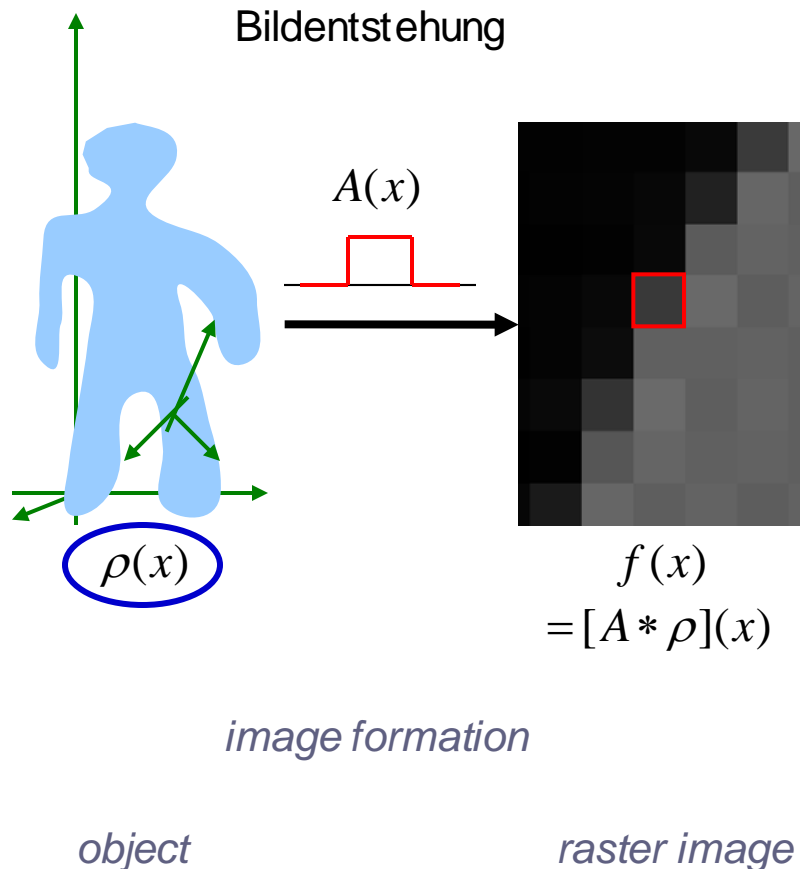 Bildentstehung
A(x)
ρ(x)
f(x)
=[A*ρ](x)
image formation
object
raster image